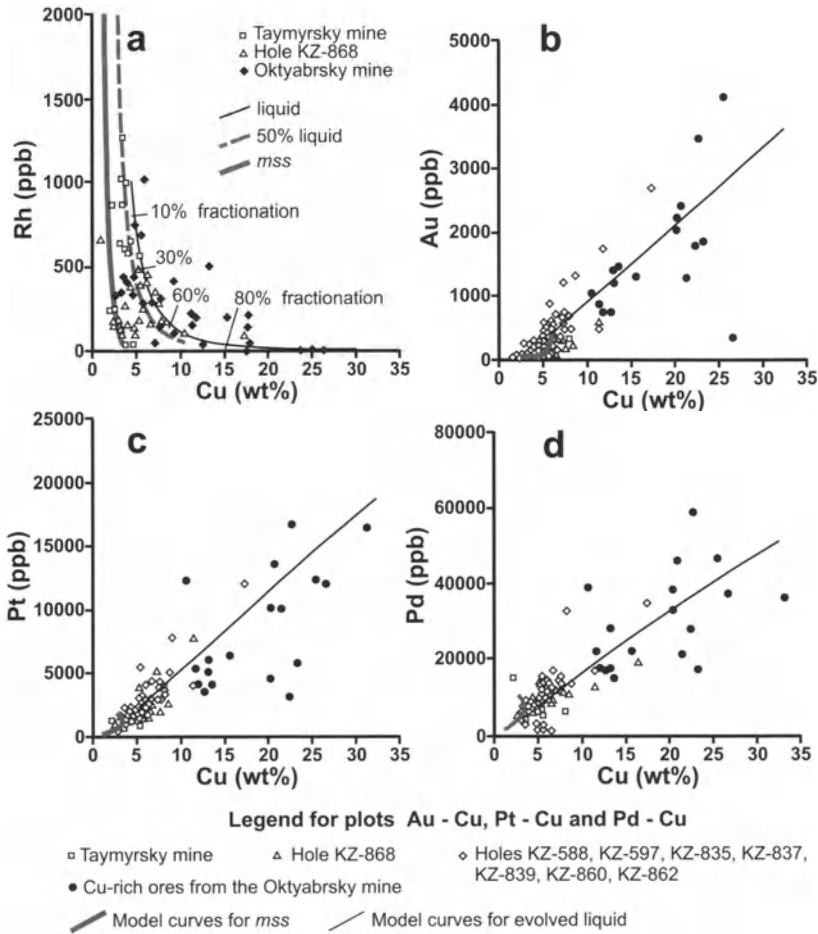 a
Taymyrsky mine
Hole KZ-868
Oktyabrsky mine
liquid
50% liquid
mss
10% fractionation
30%
60%
80% fractionation
Rh (ppb)
2000
1500
1000
500
0
0 5 10 15 20 25 30
Cu (wt%)
b
Au (ppb)
5000
4000
3000
2000
1000
0
0 5 10 15 20 25 30 35
Cu (wt%)
c
Pt (ppb)
25000
20000
15000
10000
5000
0
0 5 10 15 20 25 30 35
Cu (wt%)
d
Pd (ppb)
80000
60000
40000
20000
0
0 5 10 15 20 25 30 35
Cu (wt%)
Legend for plots Au - Cu, Pt - Cu and Pd - Cu
Taymyrsky mine
Hole KZ-868
Holes KZ-588, KZ-597, KZ-835, KZ-837,
KZ-839, KZ-860, KZ-862
Cu-rich ores from the Oktyabrsky mine
Model curves for mss
Model curves for evolved liquid